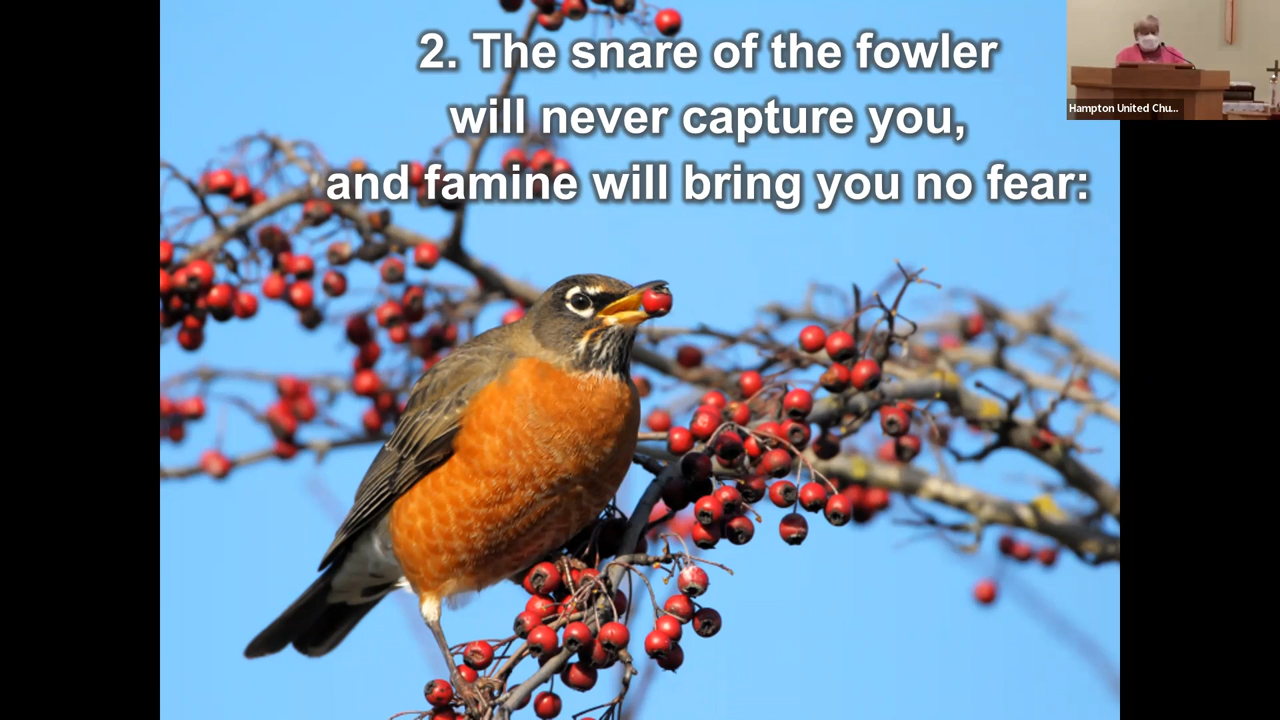 2. The snare of the fowler
will never capture you,
and famine will bring you no fear:
Hampton United Chu...